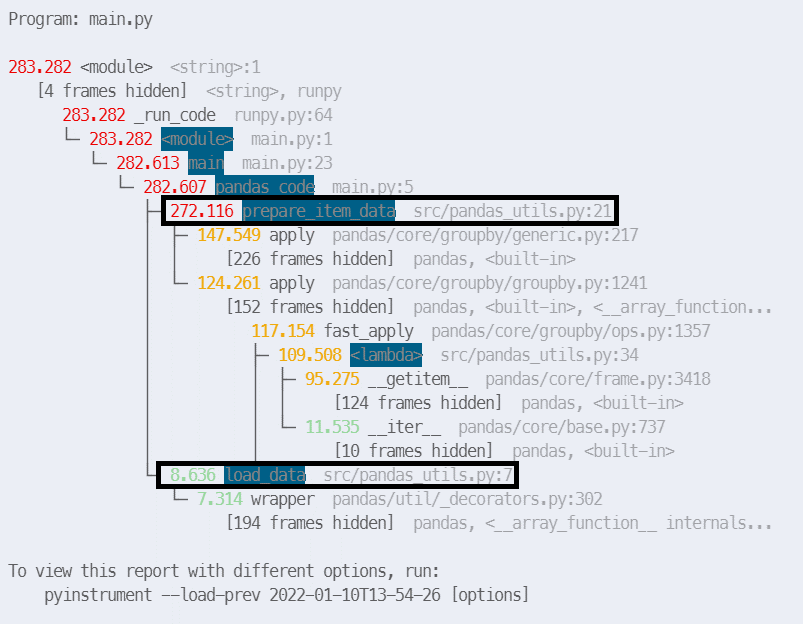 Program: main.py
283.282 <module>  <string>:1
[4 frames hidden]  <string>, runpy
283.282 _run_code  runpy.py:64
└─ 283.282 <module>  main.py:1
└─ 282.613 main  main.py:23
└─ 282.607 pandas_code  main.py:5
├─ 272.116 prepare_item_data  src/pandas_utils.py:21
├─ 147.549 apply  pandas/core/groupby/generic.py:217
[226 frames hidden]  pandas, <built-in>
└─ 124.261 apply  pandas/core/groupby/groupby.py:1241
[152 frames hidden]  pandas, <built-in>, <__array_function...
117.154 fast_apply  pandas/core/groupby/ops.py:1357
├─ 109.508 <lambda>  src/pandas_utils.py:34
├─ 95.275 __getitem__  pandas/core/frame.py:3418
[124 frames hidden]  pandas, <built-in>
└─ 11.535 __iter__  pandas/core/base.py:737
[10 frames hidden]  pandas, <built-in>
└─ 8.636 load_data  src/pandas_utils.py:7
└─ 7.314 wrapper  pandas/util/_decorators.py:302
[194 frames hidden]  pandas, <__array_function__ internals...
To view this report with different options, run:
pyinstrument --load-prev 2022-01-10T13-54-26 [options]